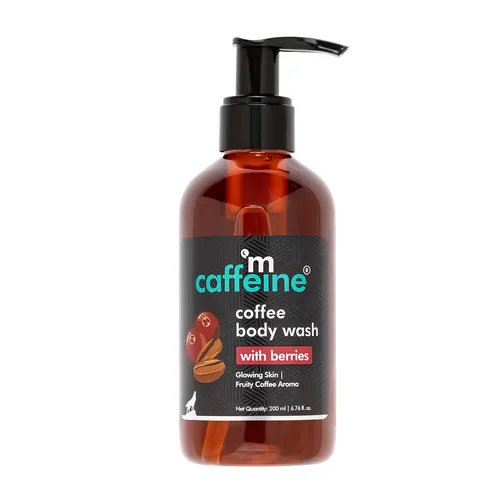 'm
caffeine®
coffee
body wash
with berries
Glowing Skin |
Fruity Coffee Aroma
Net Quantity: 200 ml | 6.76 fl. oz.